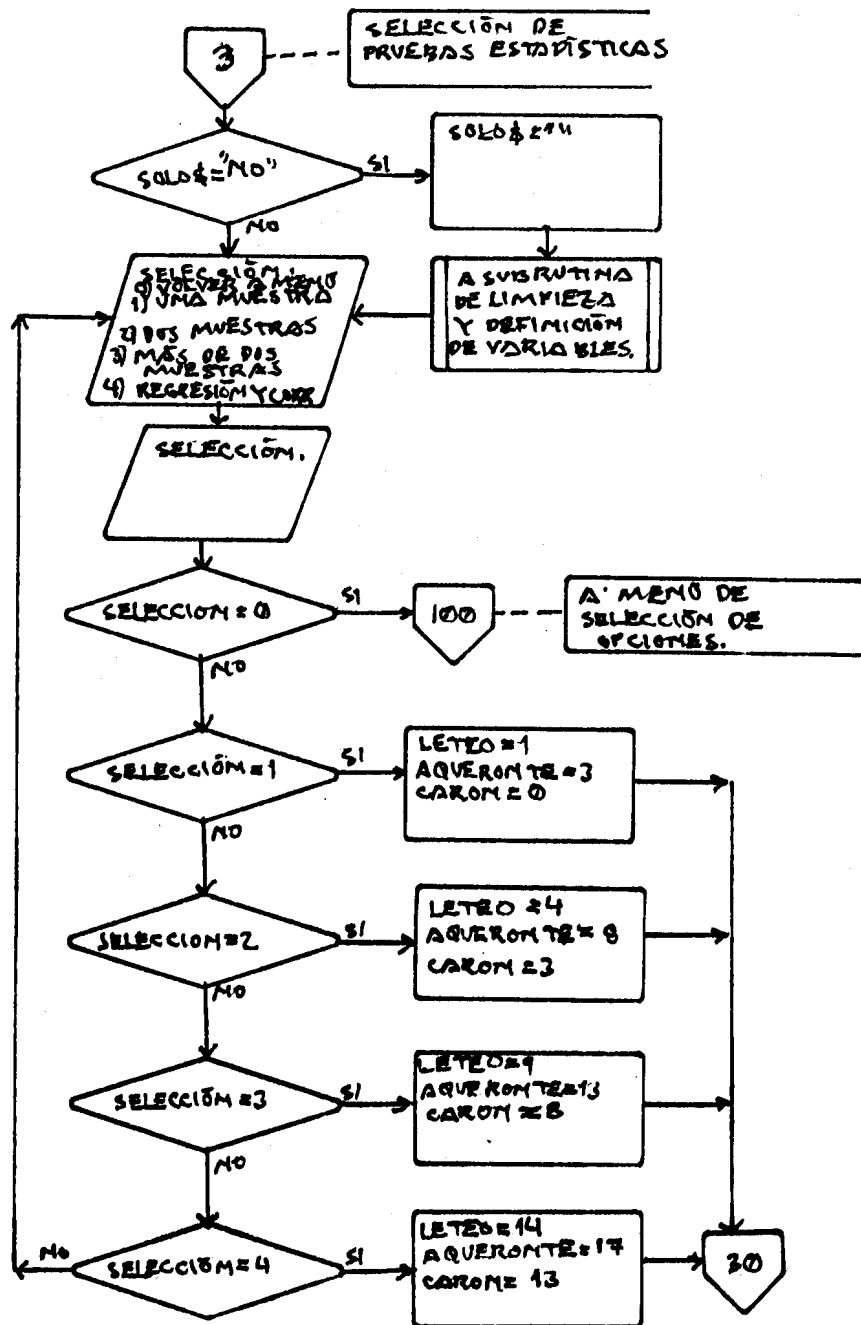 3
SELECCIÓN DE
PRUEBAS ESTADÍSTICAS
SOLO$="NO"
SI
SOLO$=""
NO
SELECCIÓN.
0) VOLVER A MENÚ
1) UNA MUESTRA
2) DOS MUESTRAS
3) MÁS DE DOS
MUESTRAS
4) REGRESIÓN Y CORR
A SUBRUTINA
DE LIMPIEZA
Y DEFINICIÓN
DE VARIABLES.
SELECCIÓN.
SELECCION=0
SI
100
A MENÚ DE
SELECCIÓN DE
OPCIONES.
NO
SELECCIÓN=1
SI
LETEO=1
AQUERONTE=3
CARON=0
NO
SELECCION=2
SI
LETEO=4
AQUERONTE=8
CARON=3
NO
SELECCIÓN=3
SI
LETEO=9
AQUERONTE=13
CARON=8
NO
NO
SELECCIÓN=4
SI
LETEO=14
AQUERONTE=17
CARON=13
30